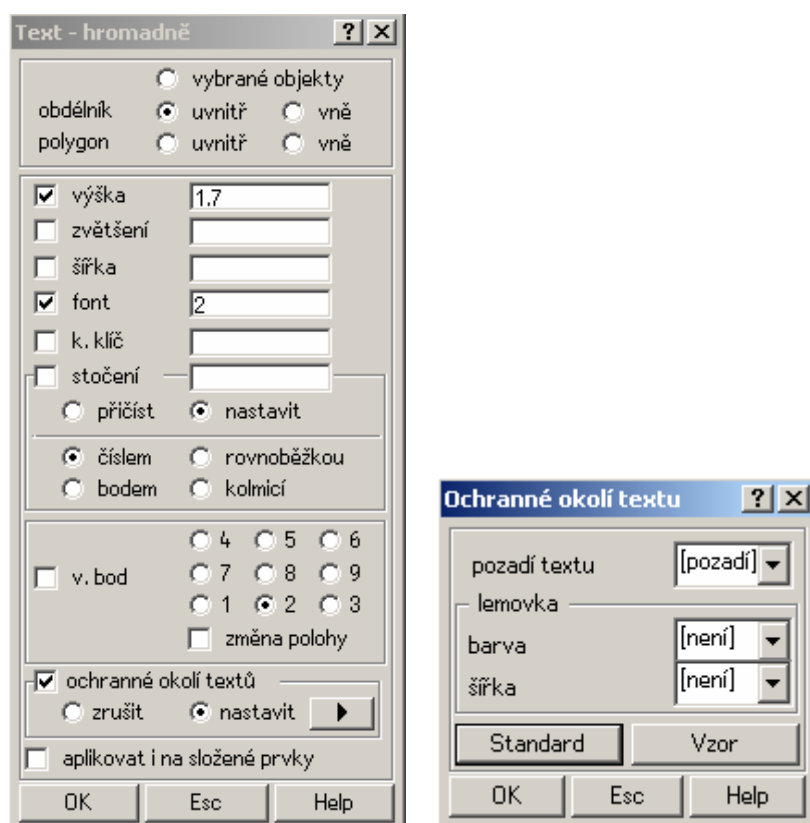 Text - hromadně
vybrané objekty
obdélník uvnitř vně
polygon uvnitř vně
výška 1.7
zvětšení
šířka
font 2
k. klíč
stočení
přičíst nastavit
číslem rovnoběžkou
bodem kolmicí
4 5 6
v. bod 7 8 9
1 2 3
změna polohy
ochranné okolí textů
zrušit nastavit
aplikovat i na složené prvky
OK Esc Help
Ochranné okolí textu
pozadí textu [pozadí]
lemovka
barva [není]
šířka [není]
Standard Vzor
OK Esc Help